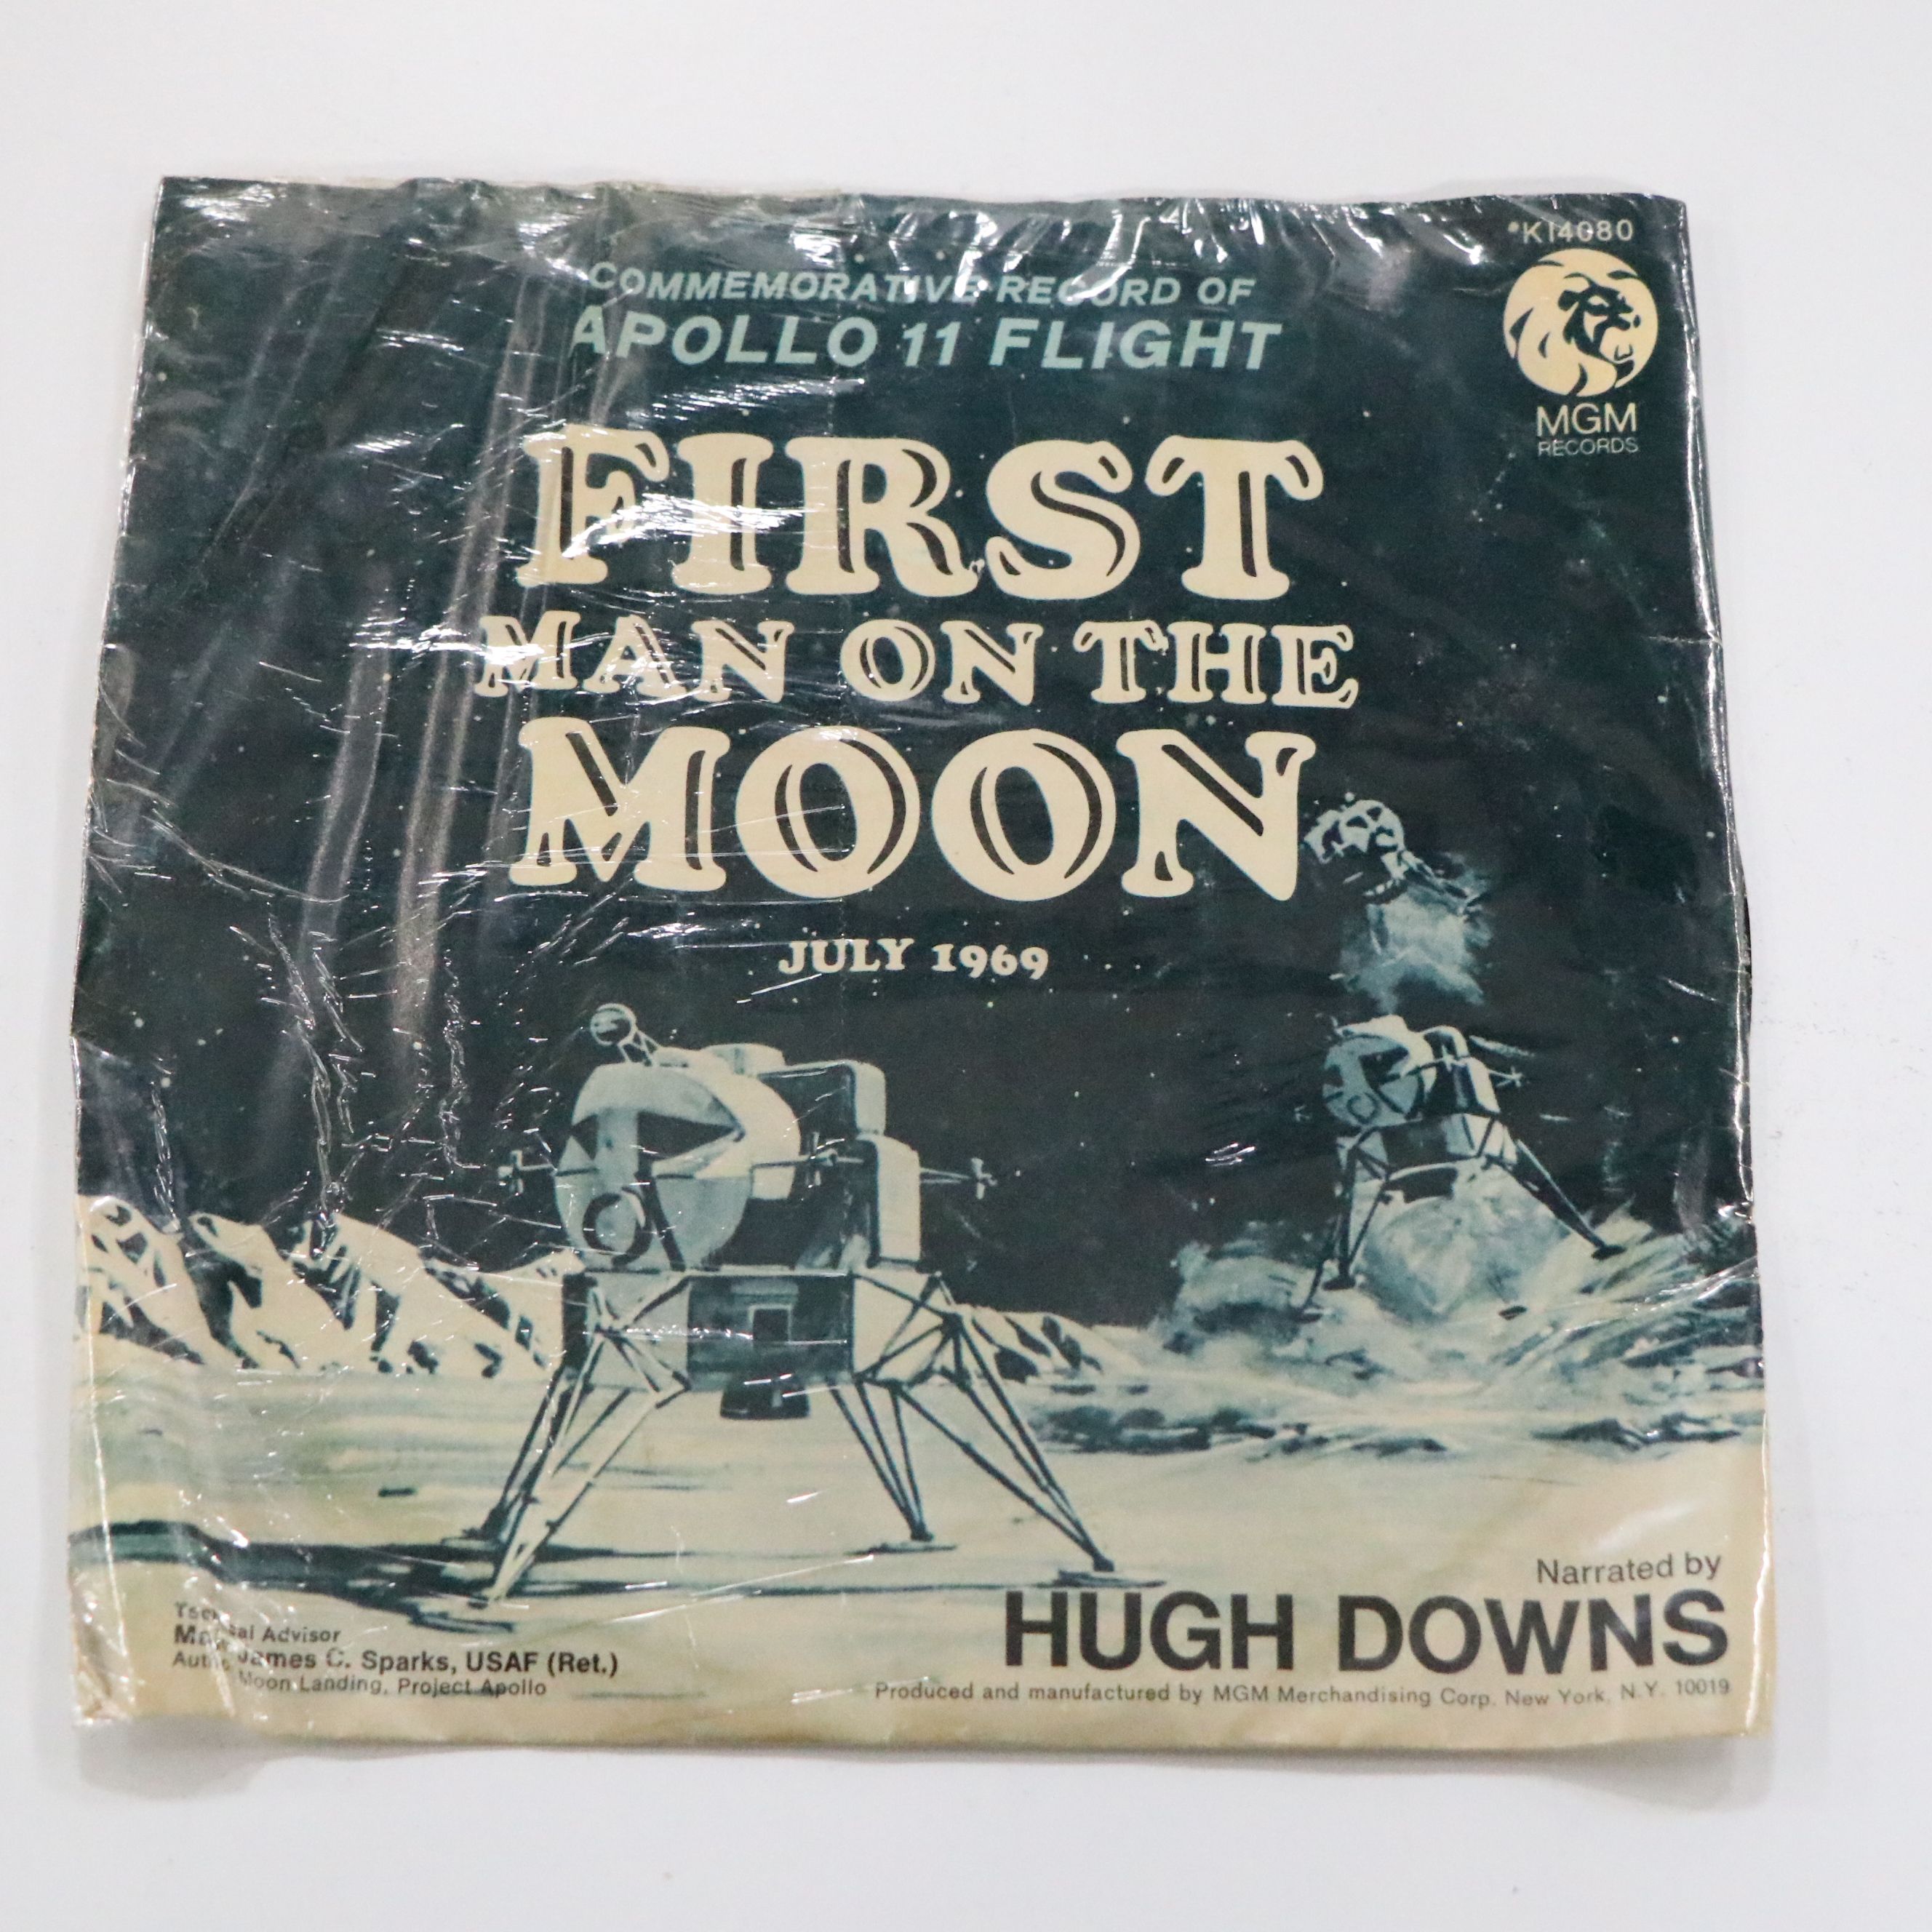 *K14080
MGM
RECORDS
COMMEMORATIVE RECORD OF
APOLLO 11 FLIGHT
FIRST
MAN ON THE
MOON
JULY 1969
Narrated by
HUGH DOWNS
Produced and manufactured by MGM Merchandising Corp. New York, N.Y. 10019
Advisor
James C. Sparks, USAF (Ret.)
Moon Landing, Project Apollo